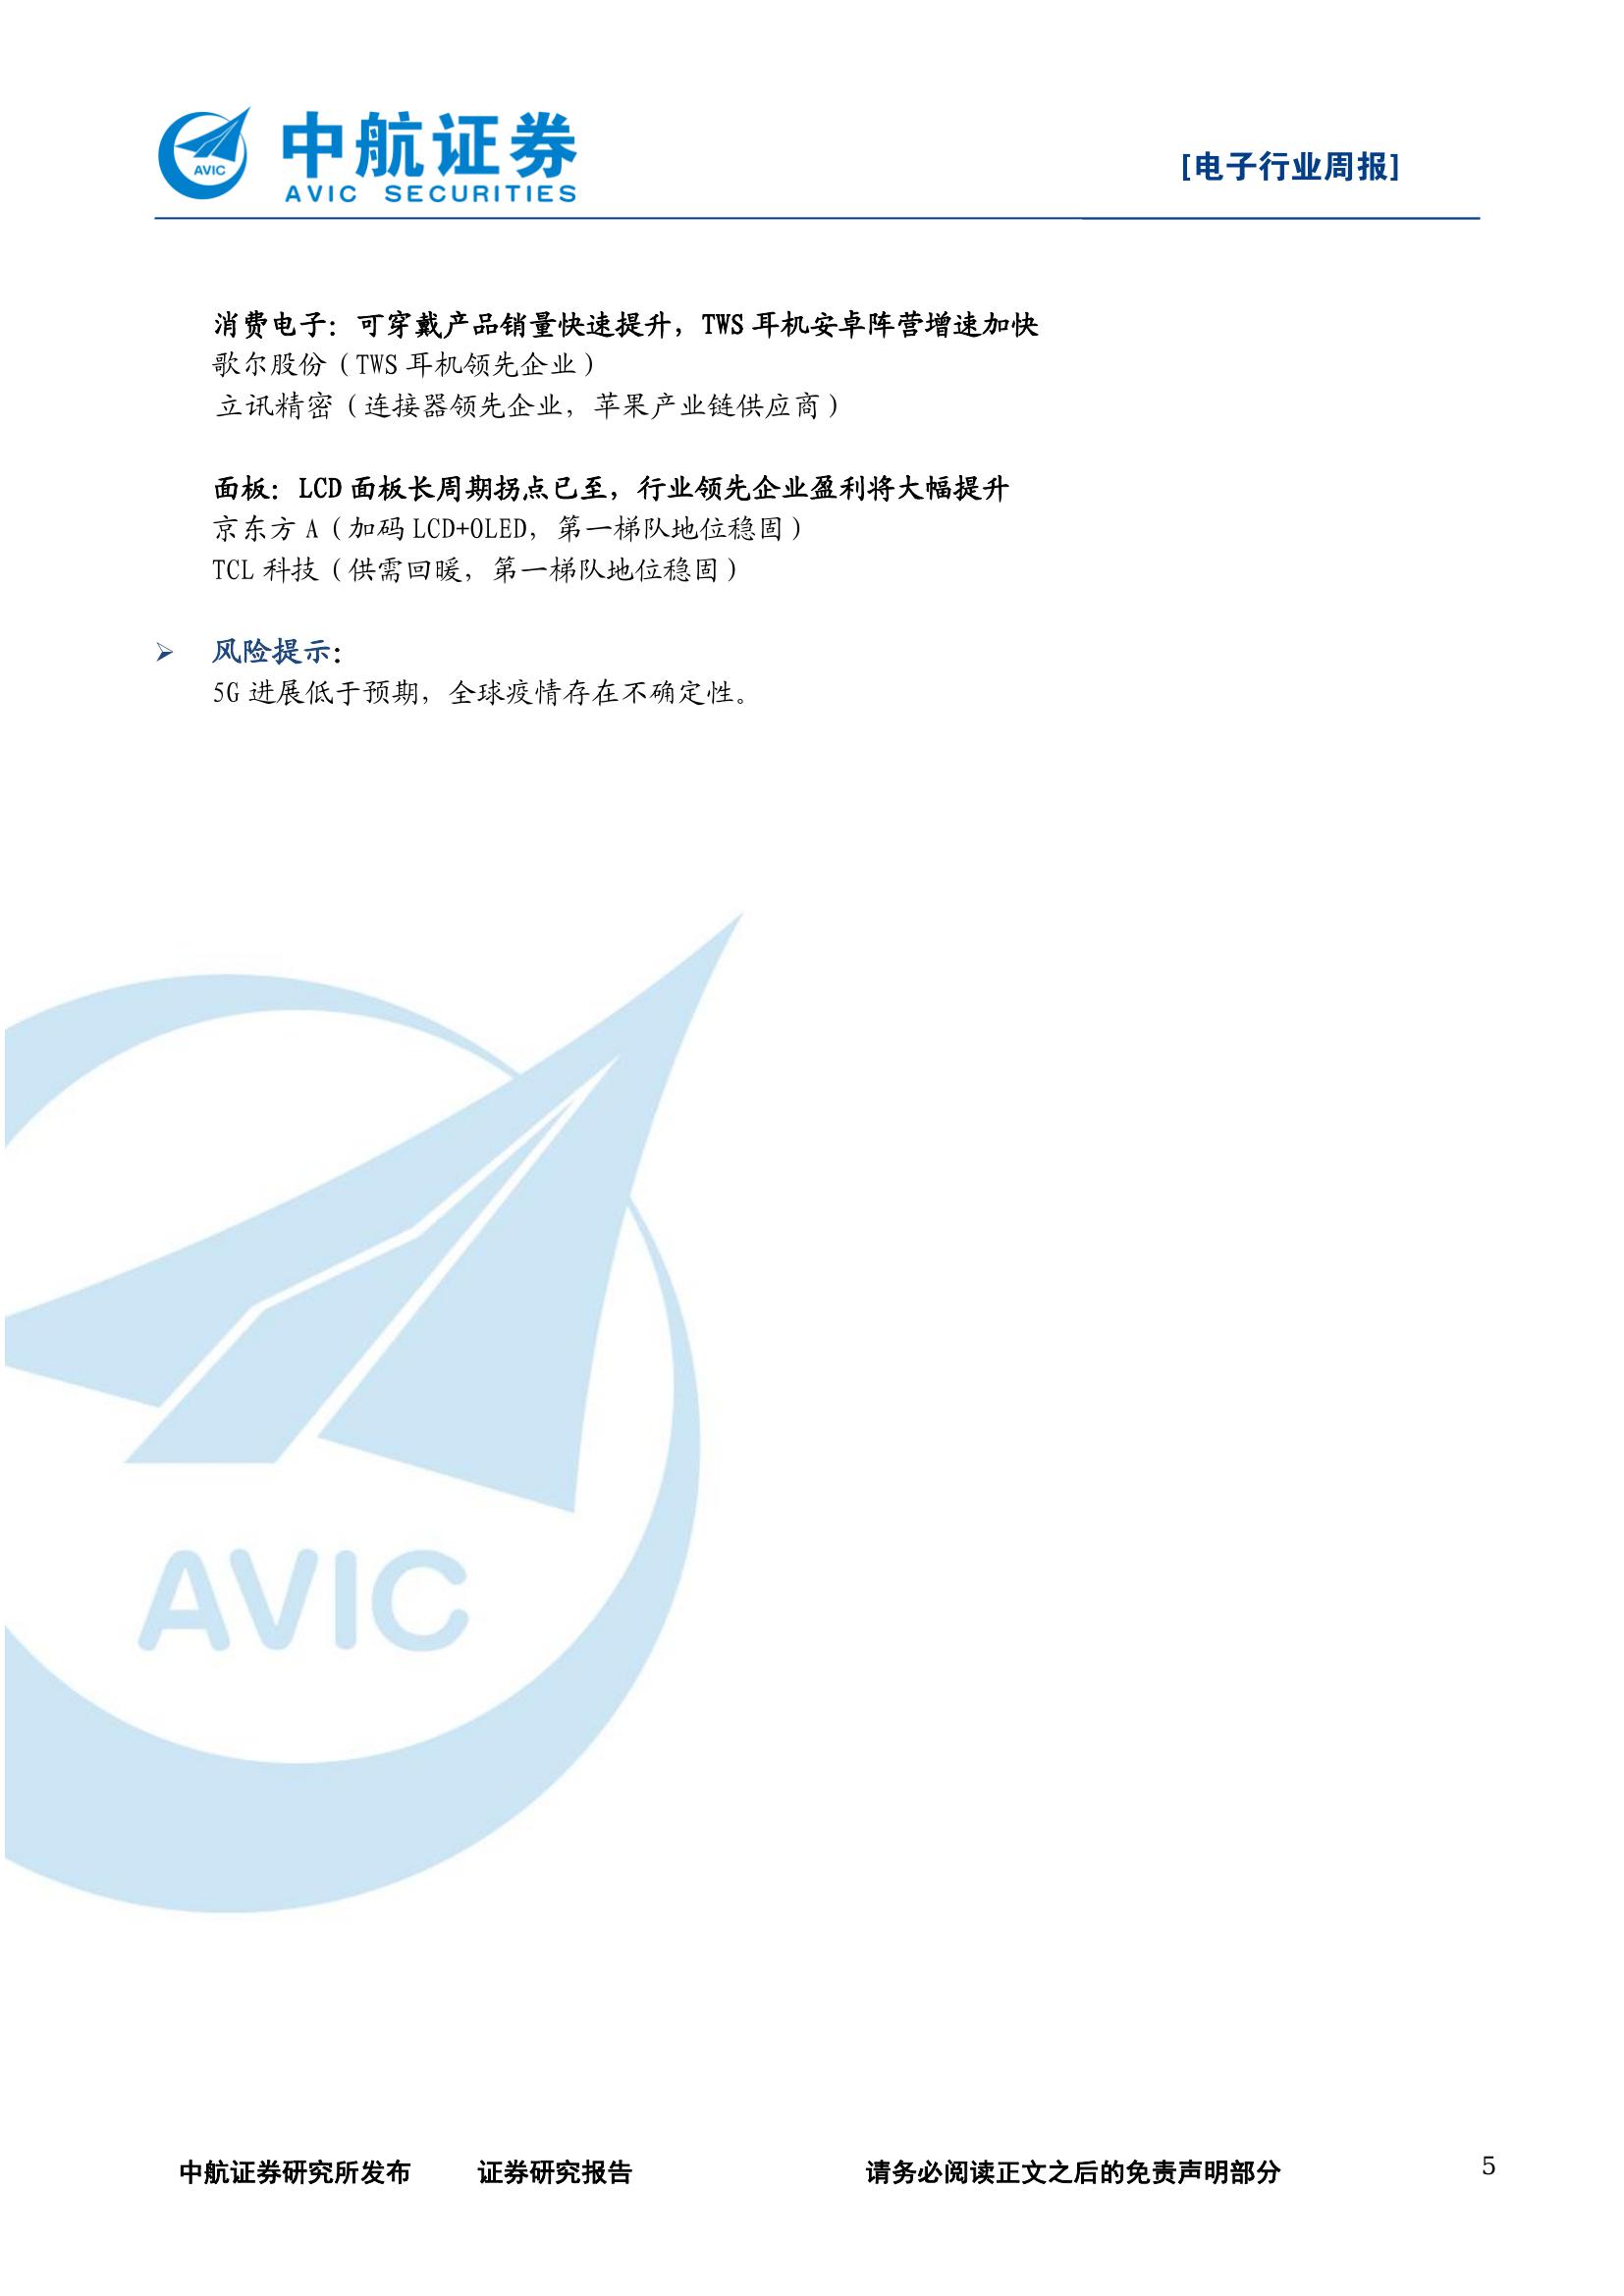 AVIC
中航证券
AVIC SECURITIES
[电子行业周报]
消费电子：可穿戴产品销量快速提升，TWS 耳机安卓阵营增速加快
歌尔股份（TWS 耳机领先企业）
立讯精密（连接器领先企业，苹果产业链供应商）
面板：LCD 面板长周期拐点已至，行业领先企业盈利将大幅提升
京东方 A（加码 LCD+OLED，第一梯队地位稳固）
TCL 科技（供需回暖，第一梯队地位稳固）
风险提示：
5G 进展低于预期，全球疫情存在不确定性。
AVIC
中航证券研究所发布 证券研究报告 请务必阅读正文之后的免责声明部分 5